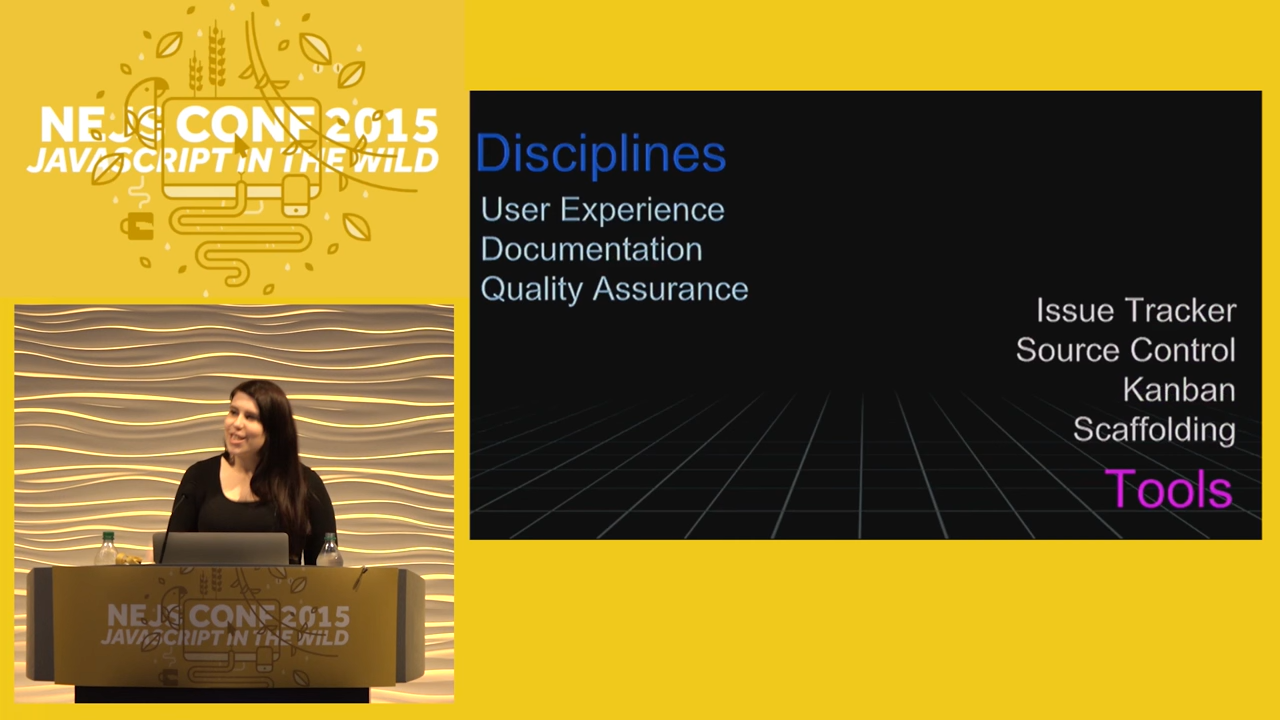 NEJS CONF 2015
JAVASCRIPT IN THE WILD
Disciplines
User Experience
Documentation
Quality Assurance
Issue Tracker
Source Control
Kanban
Scaffolding
Tools
NEJS CONF 2015
JAVASCRIPT IN THE WILD